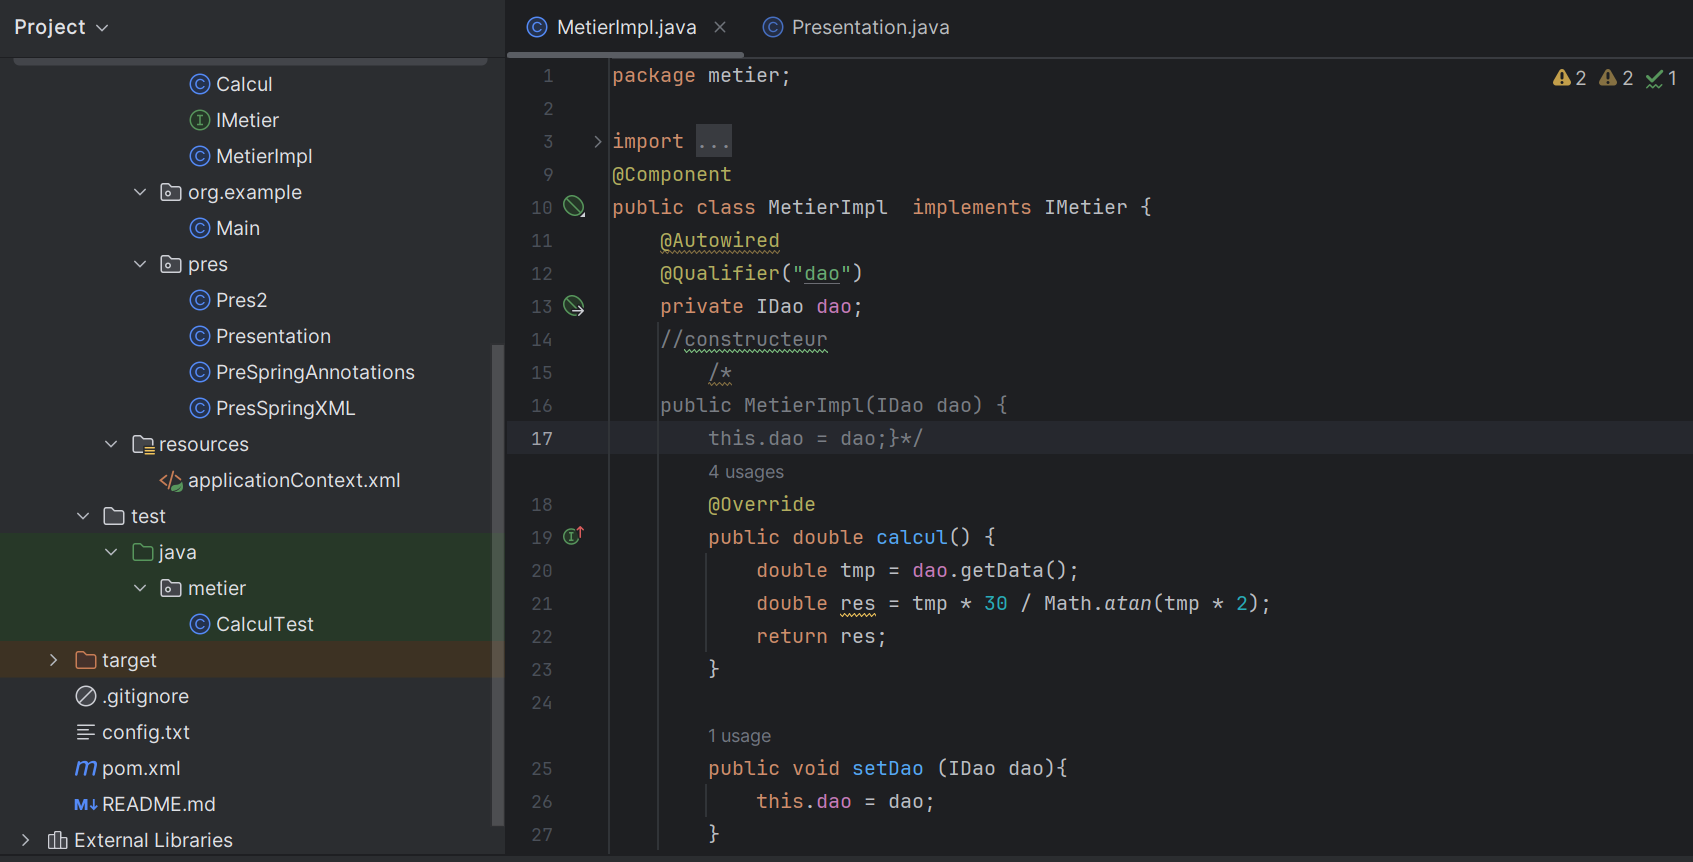 Project
Calcul
IMetier
MetierImpl
org.example
Main
pres
Pres2
Presentation
PreSpringAnnotations
PresSpringXML
resources
applicationContext.xml
test
java
metier
CalculTest
target
.gitignore
config.txt
pom.xml
README.md
External Libraries
MetierImpl.java
Presentation.java
2 2 1
1 package metier;
2
3 import ...
9 @Component
10 public class MetierImpl  implements IMetier {
11 @Autowired
12 @Qualifier("dao")
13 private IDao dao;
14 //constructeur
15 /*
16 public MetierImpl(IDao dao) {
17 this.dao = dao;}*/
4 usages
18 @Override
19 public double calcul() {
20 double tmp = dao.getData();
21 double res = tmp * 30 / Math.atan(tmp * 2);
22 return res;
23 }
24
1 usage
25 public void setDao (IDao dao){
26 this.dao = dao;
27 }